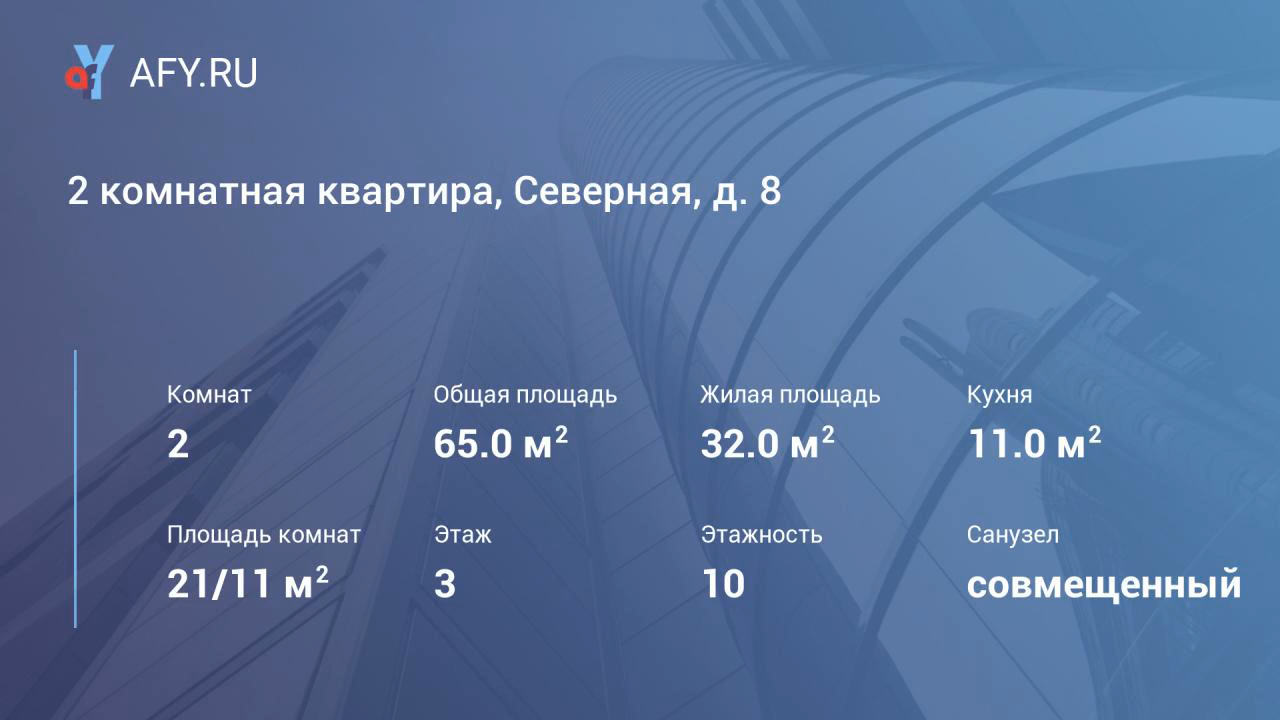 aYf AFY.RU
2 комнатная квартира, Северная, д. 8
Комнат Общая площадь Жилая площадь Кухня
2 65.0 м² 32.0 м² 11.0 м²
Площадь комнат Этаж Этажность Санузел
21/11 м² 3 10 совмещенный